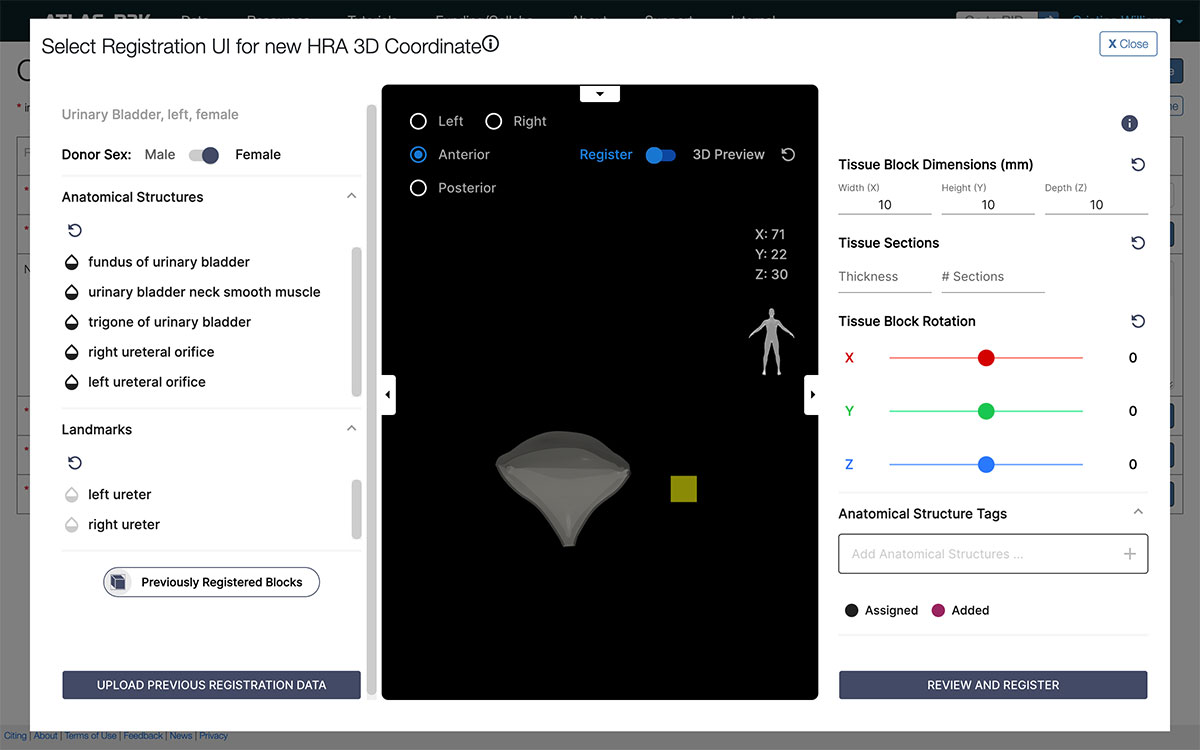 Select Registration UI for new HRA 3D Coordinate
X Close
Urinary Bladder, left, female
Donor Sex: Male Female
Anatomical Structures
fundus of urinary bladder
urinary bladder neck smooth muscle
trigone of urinary bladder
right ureteral orifice
left ureteral orifice
Landmarks
left ureter
right ureter
Previously Registered Blocks
UPLOAD PREVIOUS REGISTRATION DATA
Left Right
Anterior
Register 3D Preview
Posterior
X: 71
Y: 22
Z: 30
Tissue Block Dimensions (mm)
Width (X) Height (Y) Depth (Z)
10 10 10
Tissue Sections
Thickness # Sections
Tissue Block Rotation
X 0
Y 0
Z 0
Anatomical Structure Tags
Add Anatomical Structures ...
Assigned Added
REVIEW AND REGISTER
Citing | About | Terms of Use | Feedback | News | Privacy